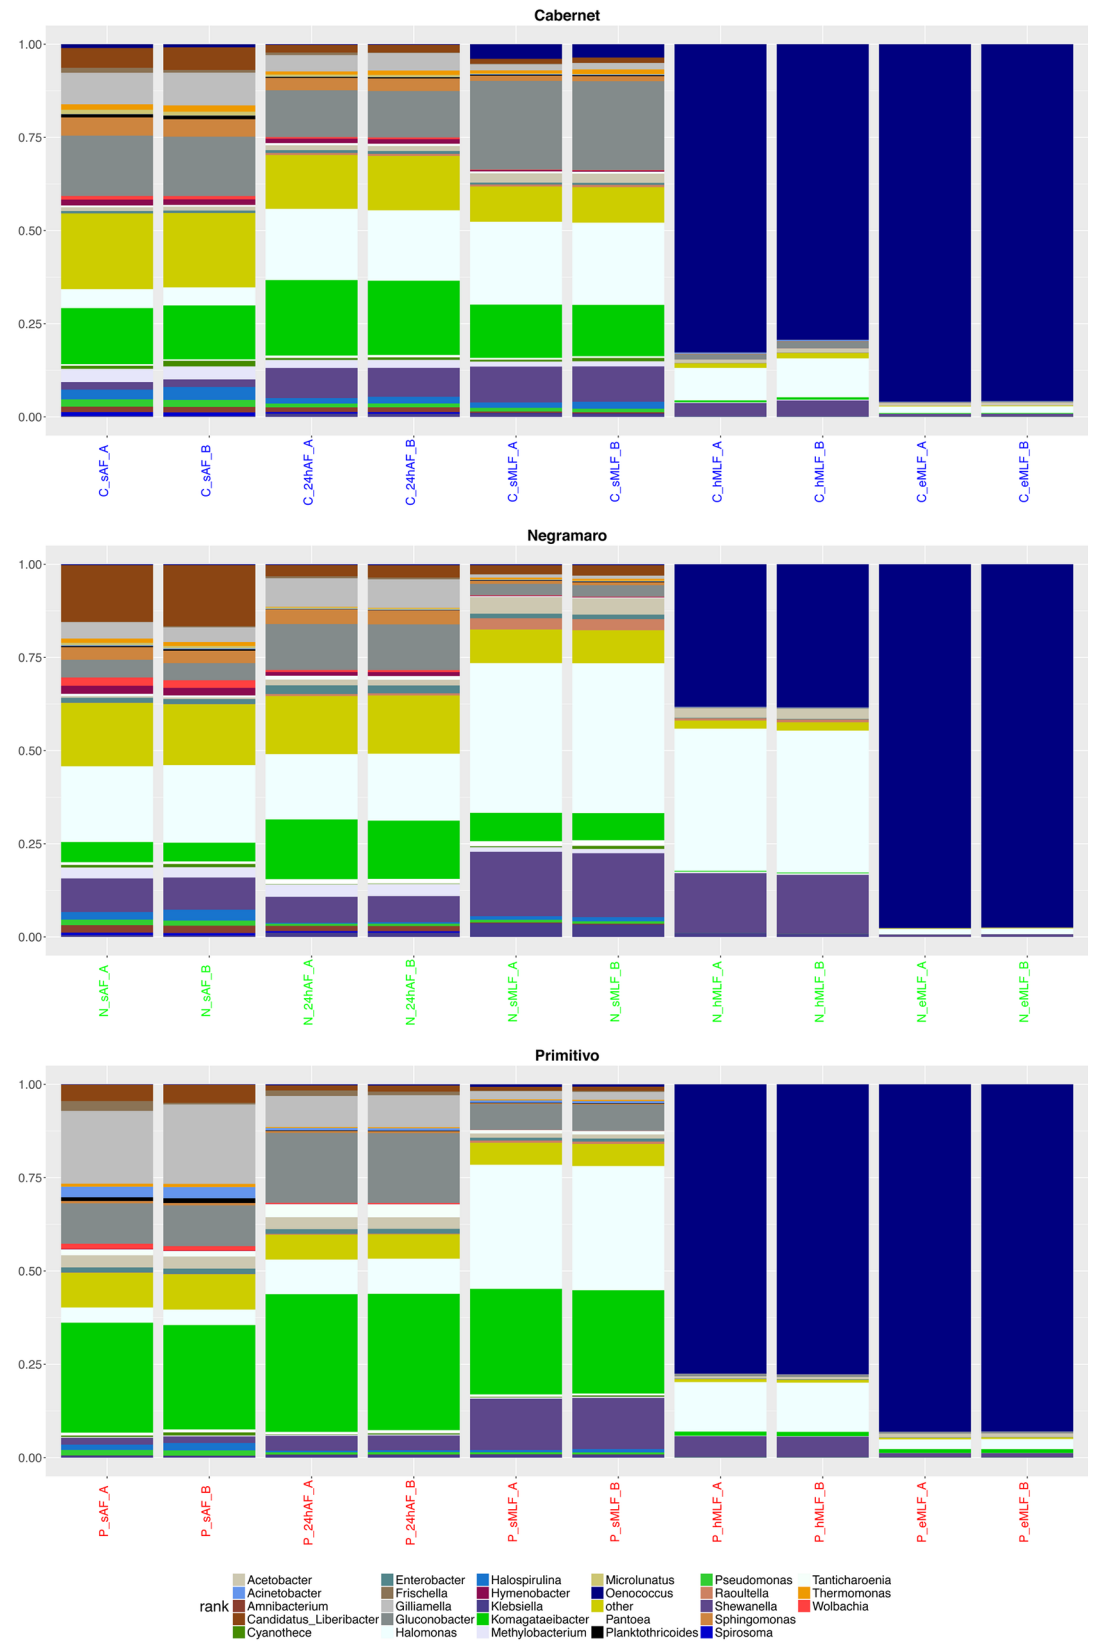 Cabernet
1.00
0.75
0.50
0.25
0.00
C_sAF_A
C_sAF_B
C_24hAF_A
C_24hAF_B
C_sMLF_A
C_sMLF_B
C_hMLF_A
C_hMLF_B
C_eMLF_A
C_eMLF_B
Negramaro
1.00
0.75
0.50
0.25
0.00
N_sAF_A
N_sAF_B
N_24hAF_A
N_24hAF_B
N_sMLF_A
N_sMLF_B
N_hMLF_A
N_hMLF_B
N_eMLF_A
N_eMLF_B
Primitivo
1.00
0.75
0.50
0.25
0.00
P_sAF_A
P_sAF_B
P_24hAF_A
P_24hAF_B
P_sMLF_A
P_sMLF_B
P_hMLF_A
P_hMLF_B
P_eMLF_A
P_eMLF_B
rank
Acetobacter
Acinetobacter
Amnibacterium
Candidatus_Liberibacter
Cyanothece
Enterobacter
Frischella
Gilliamella
Gluconobacter
Halomonas
Halospirulina
Hymenobacter
Klebsiella
Komagataeibacter
Methylobacterium
Microlunatus
Oenococcus
other
Pantoea
Planktothricoides
Pseudomonas
Raoultella
Shewanella
Sphingomonas
Spirosoma
Tanticharoenia
Thermomonas
Wolbachia